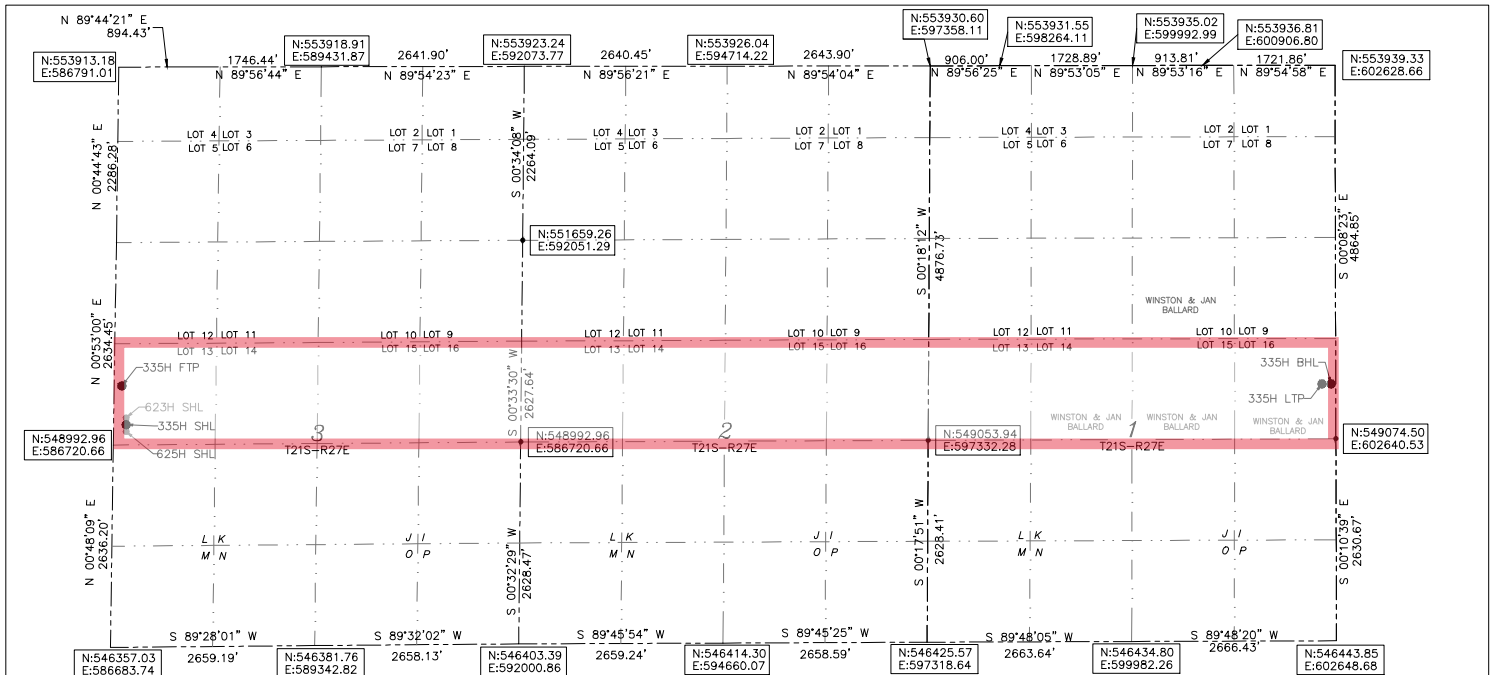 N 89°44'21" E
894.43'
N:553913.18
E:586791.01
1746.44'
N 89°56'44" E
N:553918.91
E:589431.87
2641.90'
N 89°54'23" E
N:553923.24
E:592073.77
2640.45'
N 89°56'21" E
N:553926.04
E:594714.22
2643.90'
N 89°54'04" E
N:553930.60
E:597358.11
906.00'
N 89°56'25" E
N:553931.55
E:598264.11
1728.89'
N 89°53'05" E
N:553935.02
E:599992.99
913.81'
N 89°53'16" E
N:553936.81
E:600906.80
1721.86'
N 89°54'58" E
N:553939.33
E:602628.66
LOT 4 LOT 3
LOT 5 LOT 6
LOT 2 LOT 1
LOT 7 LOT 8
LOT 4 LOT 3
LOT 5 LOT 6
LOT 2 LOT 1
LOT 7 LOT 8
LOT 4 LOT 3
LOT 5 LOT 6
LOT 2 LOT 1
LOT 7 LOT 8
N 00°44'43" E
2286.28'
S 00°34'08" W
2264.09'
N:551659.26
E:592051.29
S 00°18'12" W
4876.73'
S 00°08'23" E
4864.85'
WINSTON & JAN
BALLARD
N 00°53'00" E
2634.45'
LOT 12 LOT 11
LOT 13 LOT 14
LOT 10 LOT 9
LOT 15 LOT 16
LOT 12 LOT 11
LOT 13 LOT 14
LOT 10 LOT 9
LOT 15 LOT 16
LOT 12 LOT 11
LOT 13 LOT 14
LOT 10 LOT 9
LOT 15 LOT 16
335H FTP
S 00°33'30" W
2627.64'
335H BHL
335H LTP
623H SHL
335H SHL
625H SHL
WINSTON & JAN
BALLARD
WINSTON & JAN
BALLARD
WINSTON & JAN
BALLARD
N:548992.96
E:586720.66
3
T21S-R27E
N:548992.96
E:586720.66
2
T21S-R27E
N:549053.94
E:597332.28
1
T21S-R27E
N:549074.50
E:602640.53
N 00°48'09" E
2636.20'
S 00°32'29" W
2628.47'
S 00°17'51" W
2628.41'
S 00°10'39" E
2630.67'
L K
M N
J I
O P
L K
M N
J I
O P
L K
M N
J I
O P
S 89°28'01" W
2659.19'
S 89°32'02" W
2658.13'
S 89°45'54" W
2659.24'
S 89°45'25" W
2658.59'
S 89°48'05" W
2663.64'
S 89°48'20" W
2666.43'
N:546357.03
E:586683.74
N:546381.76
E:589342.82
N:546403.39
E:592000.86
N:546414.30
E:594660.07
N:546425.57
E:597318.64
N:546434.80
E:599982.26
N:546443.85
E:602648.68